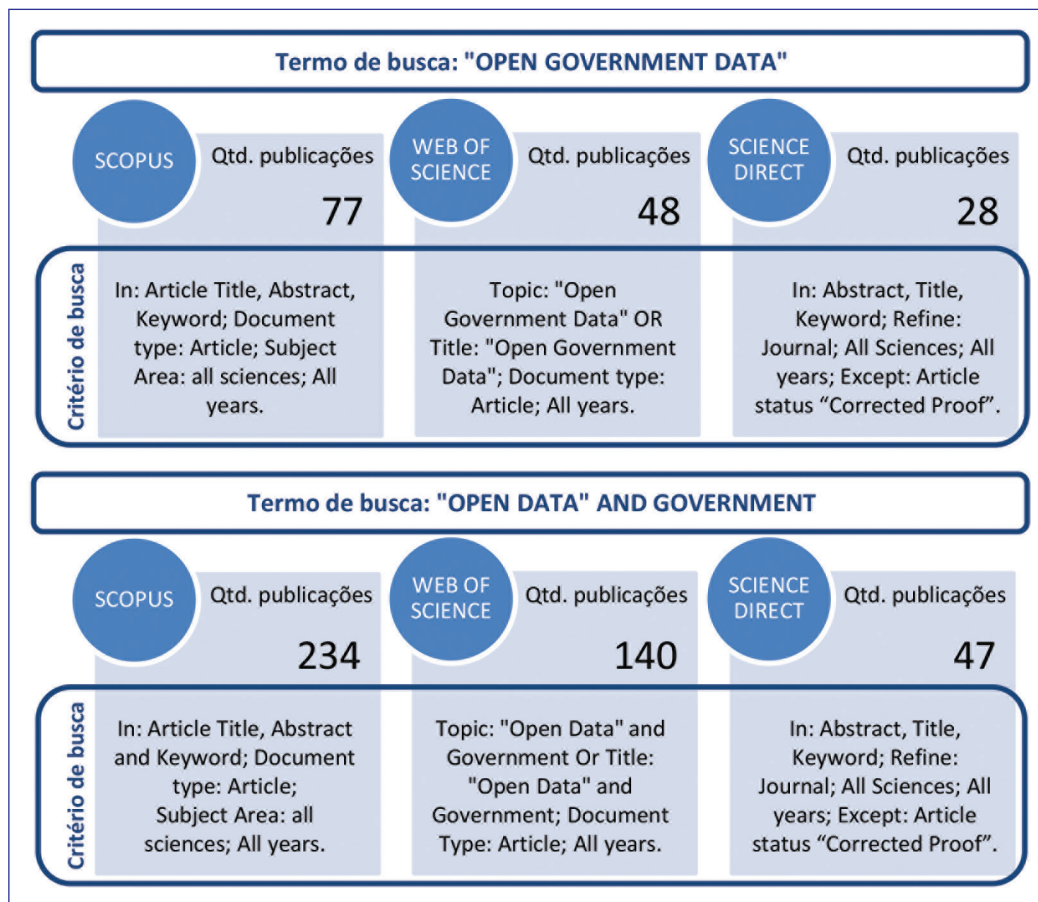 Termo de busca: "OPEN GOVERNMENT DATA"
SCOPUS
Qtd. publicações
77
WEB OF
SCIENCE
Qtd. publicações
48
SCIENCE
DIRECT
Qtd. publicações
28
Critério de busca
In: Article Title, Abstract,
Keyword; Document
type: Article; Subject
Area: all sciences; All
years.
Topic: "Open
Government Data" OR
Title: "Open Government
Data"; Document type:
Article; All years.
In: Abstract, Title,
Keyword; Refine:
Journal; All Sciences; All
years; Except: Article
status “Corrected Proof”.
Termo de busca: "OPEN DATA" AND GOVERNMENT
SCOPUS
Qtd. publicações
234
WEB OF
SCIENCE
Qtd. publicações
140
SCIENCE
DIRECT
Qtd. publicações
47
Critério de busca
In: Article Title, Abstract
and Keyword; Document
type: Article;
Subject Area: all
sciences; All years.
Topic: "Open Data" and
Government Or Title:
"Open Data" and
Government; Document
Type: Article; All years.
In: Abstract, Title,
Keyword; Refine:
Journal; All Sciences; All
years; Except: Article
status “Corrected Proof”.